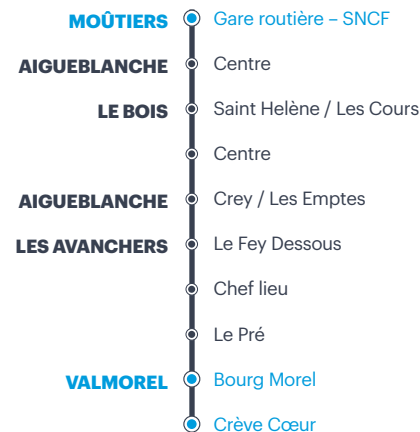 MOÛTIERS Gare routière – SNCF
AIGUEBLANCHE Centre
LE BOIS Saint Helène / Les Cours
Centre
AIGUEBLANCHE Crey / Les Emptes
LES AVANCHERS Le Fey Dessous
Chef lieu
Le Pré
VALMOREL Bourg Morel
Crève Cœur